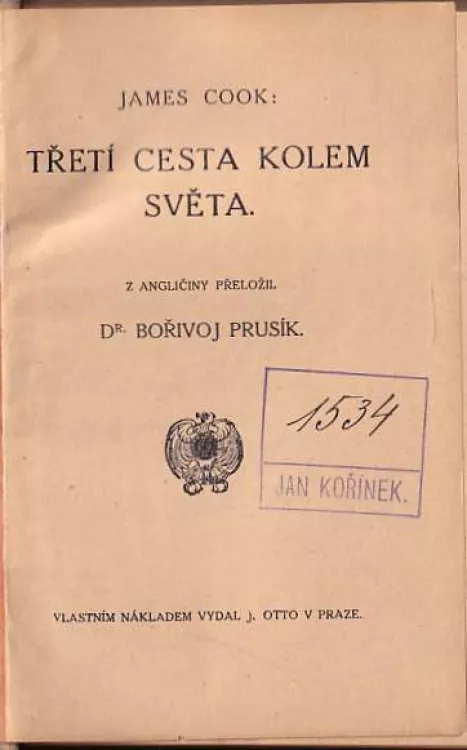 JAMES COOK:
TŘETÍ CESTA KOLEM
SVĚTA.
Z ANGLIČINY PŘELOŽIL
DR. BOŘIVOJ PRUSÍK.
1534
JAN KOŘÍNEK.
VLASTNÍM NÁKLADEM VYDAL J. OTTO V PRAZE.